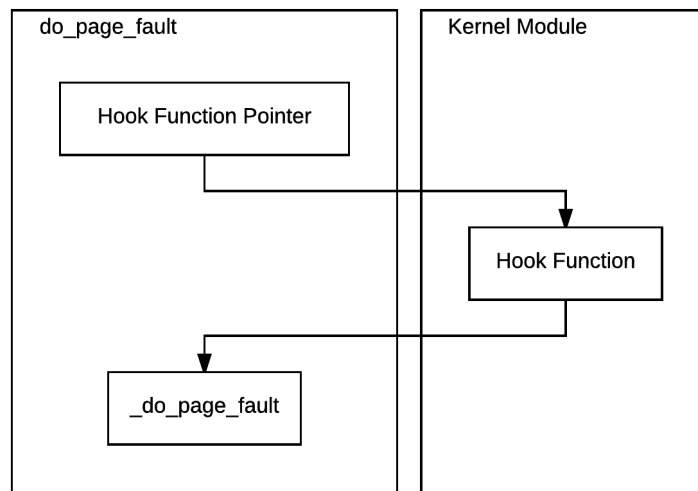 do_page_fault
Kernel Module
Hook Function Pointer
Hook Function
_do_page_fault